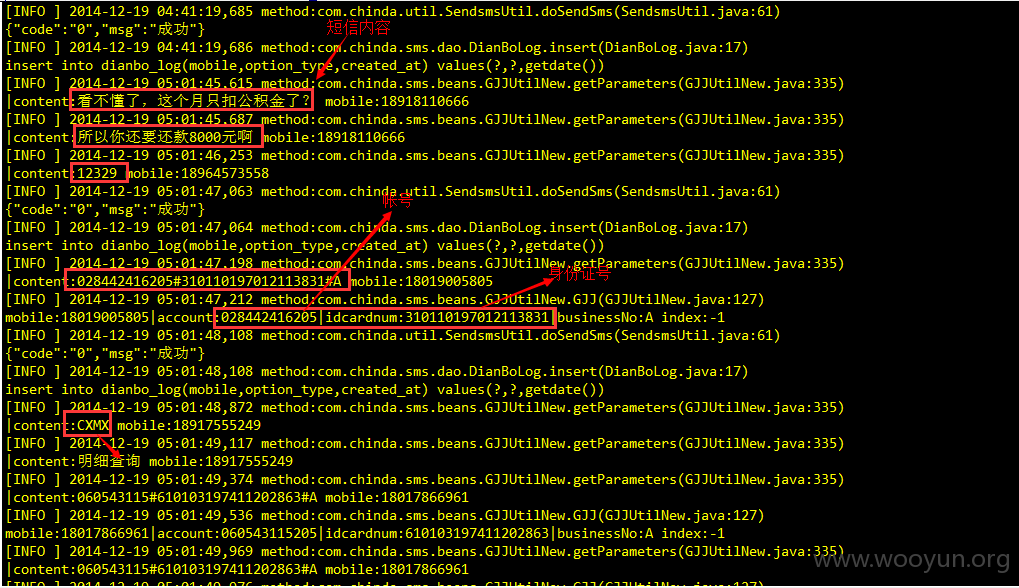 [INFO ] 2014-12-19 04:41:19,685 method:com.chinda.util.SendsmsUtil.doSendSms(SendsmsUtil.java:61)
{"code":"0","msg":"成功"}
短信内容
[INFO ] 2014-12-19 04:41:19,686 method:com.chinda.sms.dao.DianBoLog.insert(DianBoLog.java:17)
insert into dianbo_log(mobile,option_type,created_at) values(?,?,getdate())
[INFO ] 2014-12-19 05:01:45,615 method:com.chinda.sms.beans.GJJUtilNew.getParameters(GJJUtilNew.java:335)
|content:看不懂了，这个月只扣公积金了？ mobile:18918110666
[INFO ] 2014-12-19 05:01:45,687 method:com.chinda.sms.beans.GJJUtilNew.getParameters(GJJUtilNew.java:335)
|content:所以你还要还款8000元啊 mobile:18918110666
[INFO ] 2014-12-19 05:01:46,253 method:com.chinda.sms.beans.GJJUtilNew.getParameters(GJJUtilNew.java:335)
|content:12329 mobile:18964573558
[INFO ] 2014-12-19 05:01:47,063 method:com.chinda.util.SendsmsUtil.doSendSms(SendsmsUtil.java:61)
{"code":"0","msg":"成功"}
帐号
[INFO ] 2014-12-19 05:01:47,064 method:com.chinda.sms.dao.DianBoLog.insert(DianBoLog.java:17)
insert into dianbo_log(mobile,option_type,created_at) values(?,?,getdate())
[INFO ] 2014-12-19 05:01:47,198 method:com.chinda.sms.beans.GJJUtilNew.getParameters(GJJUtilNew.java:335)
|content:028442416205#310110197012113831#A mobile:18019005805
身份证号
[INFO ] 2014-12-19 05:01:47,212 method:com.chinda.sms.beans.GJJUtilNew.GJJ(GJJUtilNew.java:127)
mobile:18019005805|account:028442416205|idcardnum:310110197012113831|businessNo:A index:-1
[INFO ] 2014-12-19 05:01:48,108 method:com.chinda.util.SendsmsUtil.doSendSms(SendsmsUtil.java:61)
{"code":"0","msg":"成功"}
[INFO ] 2014-12-19 05:01:48,108 method:com.chinda.sms.dao.DianBoLog.insert(DianBoLog.java:17)
insert into dianbo_log(mobile,option_type,created_at) values(?,?,getdate())
[INFO ] 2014-12-19 05:01:48,872 method:com.chinda.sms.beans.GJJUtilNew.getParameters(GJJUtilNew.java:335)
|content:CXMX mobile:18917555249
[INFO ] 2014-12-19 05:01:49,117 method:com.chinda.sms.beans.GJJUtilNew.getParameters(GJJUtilNew.java:335)
|content:明细查询 mobile:18917555249
[INFO ] 2014-12-19 05:01:49,374 method:com.chinda.sms.beans.GJJUtilNew.getParameters(GJJUtilNew.java:335)
|content:060543115#610103197411202863#A mobile:18017866961
[INFO ] 2014-12-19 05:01:49,536 method:com.chinda.sms.beans.GJJUtilNew.GJJ(GJJUtilNew.java:127)
mobile:18017866961|account:060543115205|idcardnum:610103197411202863|businessNo:A index:-1
[INFO ] 2014-12-19 05:01:49,969 method:com.chinda.sms.beans.GJJUtilNew.getParameters(GJJUtilNew.java:335)
|content:060543115#610103197411202863#A mobile:18017866961
www.wooyun.org